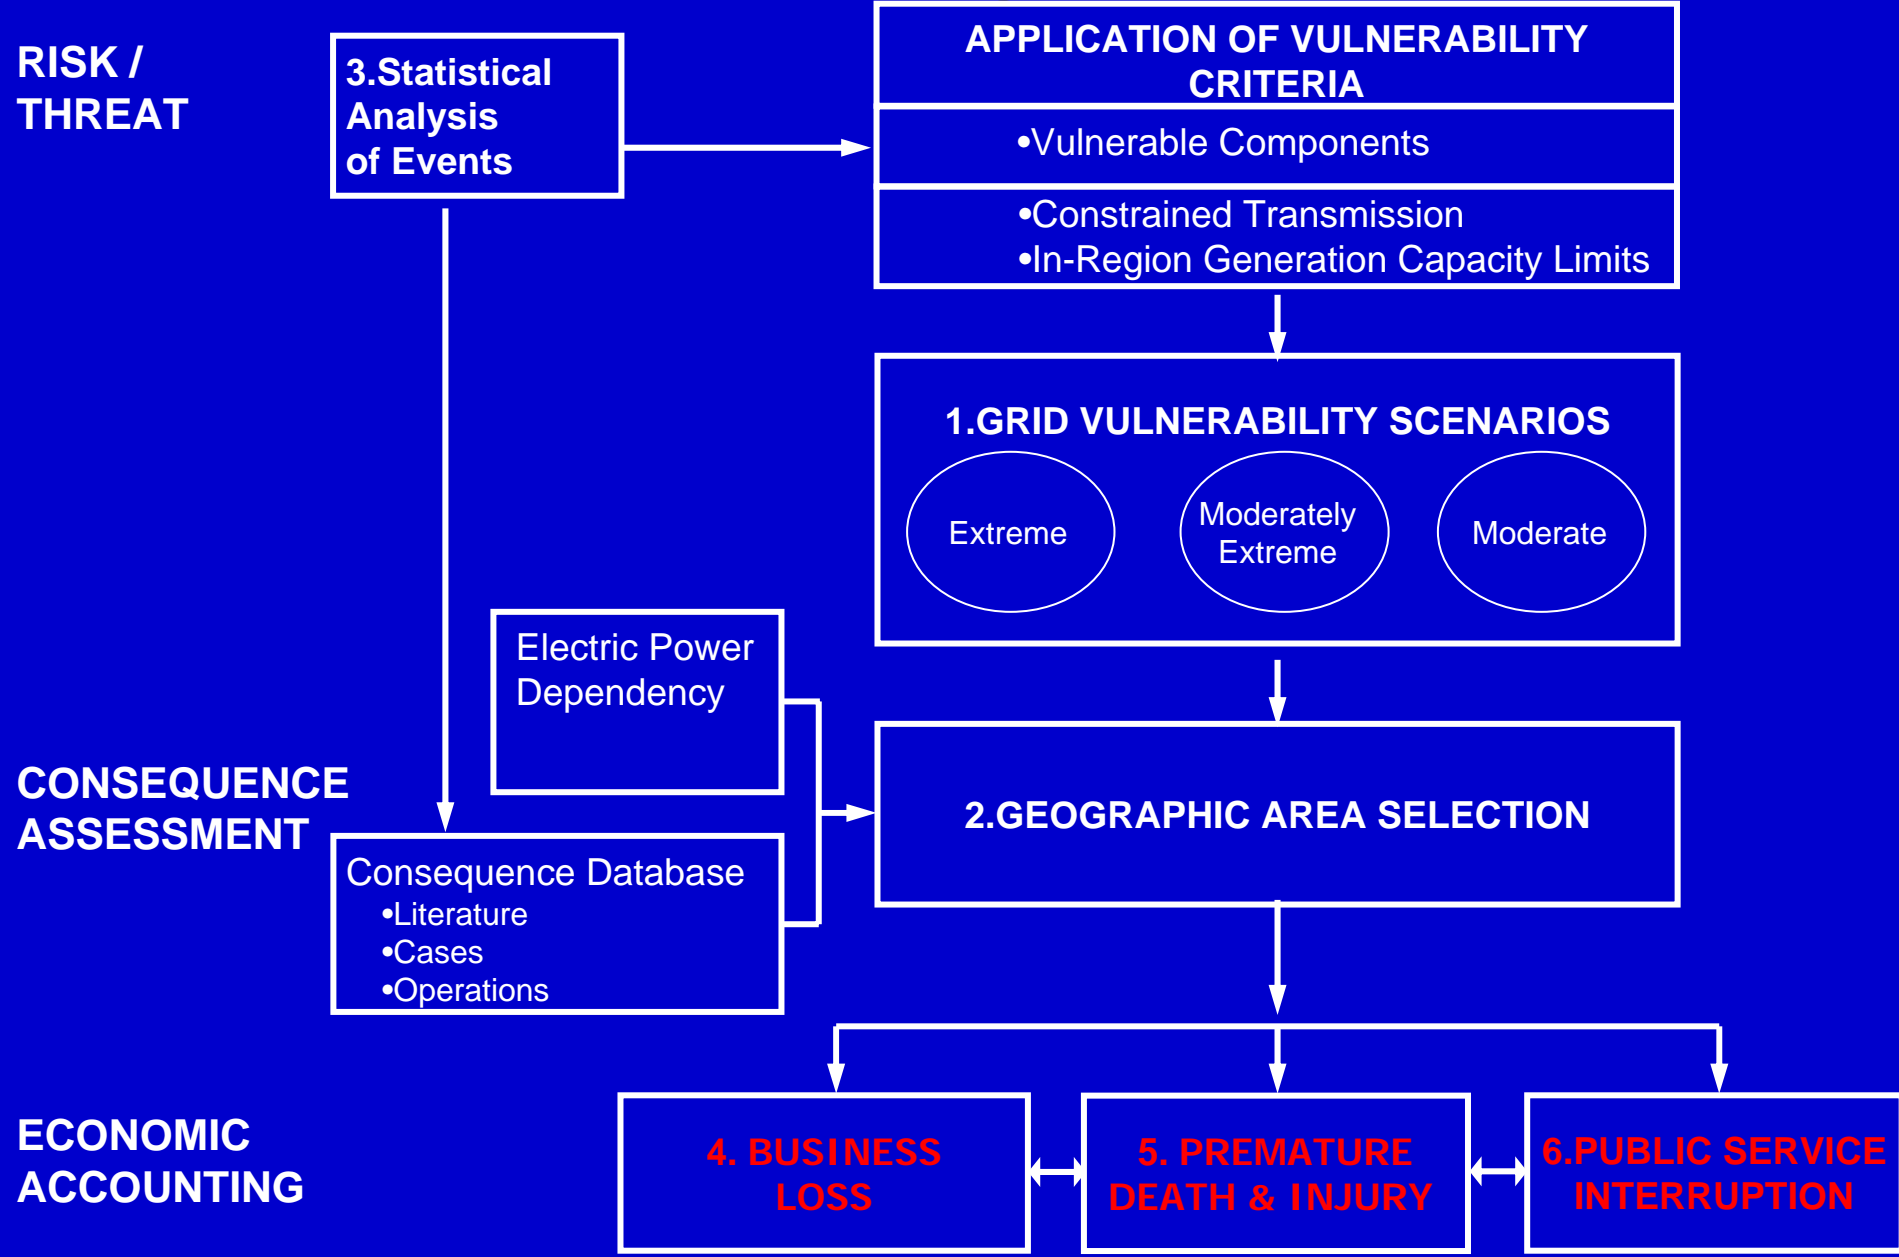 RISK /
THREAT
3.Statistical
Analysis
of Events
APPLICATION OF VULNERABILITY
CRITERIA
•Vulnerable Components
•Constrained Transmission
•In-Region Generation Capacity Limits
1.GRID VULNERABILITY SCENARIOS
Extreme
Moderately
Extreme
Moderate
Electric Power
Dependency
CONSEQUENCE
ASSESSMENT
2.GEOGRAPHIC AREA SELECTION
Consequence Database
•Literature
•Cases
•Operations
ECONOMIC
ACCOUNTING
4. BUSINESS
LOSS
5. PREMATURE
DEATH & INJURY
6.PUBLIC SERVICE
INTERRUPTION